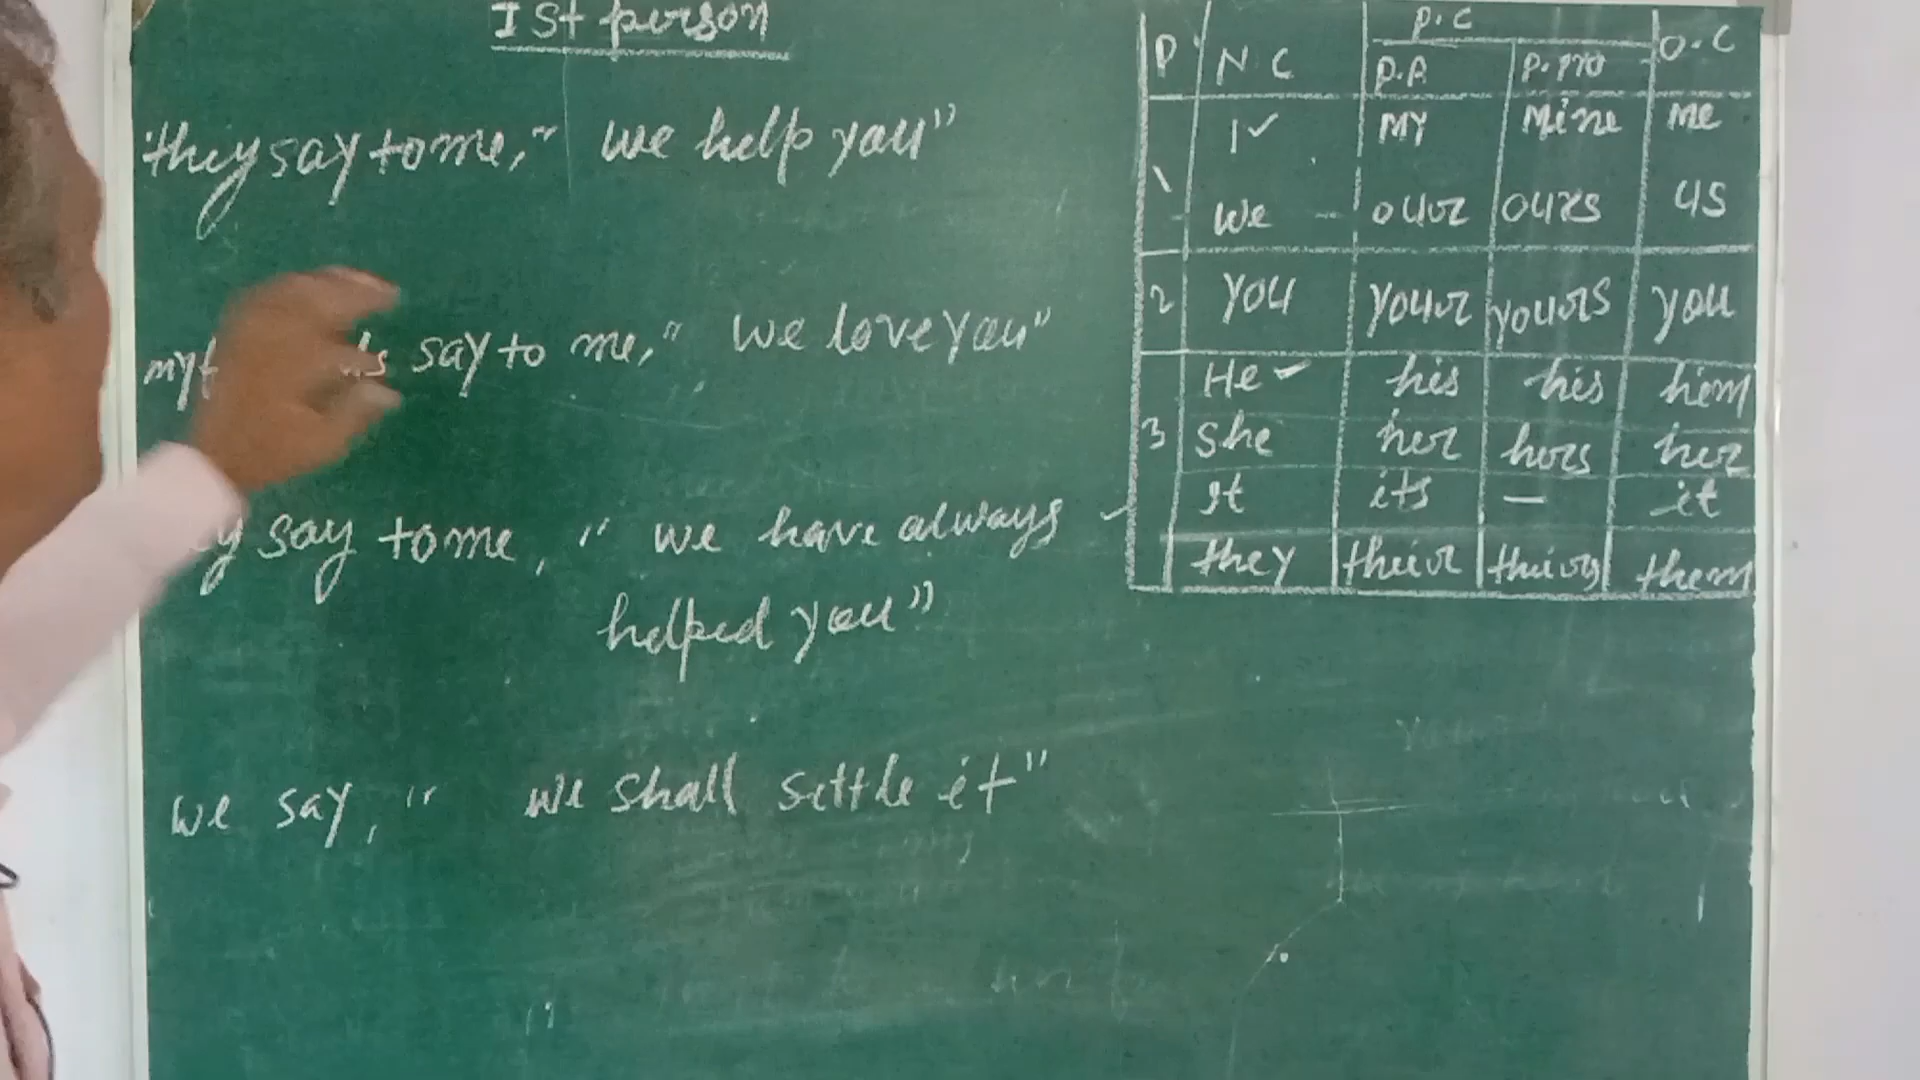 Ist person
they say to me, " we help you"
say to me, " we love you"
say to me, " we have always
helped you"
we say, " we shall settle it"
P N.C P.C O.C
P.A P.Pro
1 I ✓ my mine me
we our ours us
2 you your yours you
3 He ✓ his his him
she her hers her
It its — it
they their theirs them